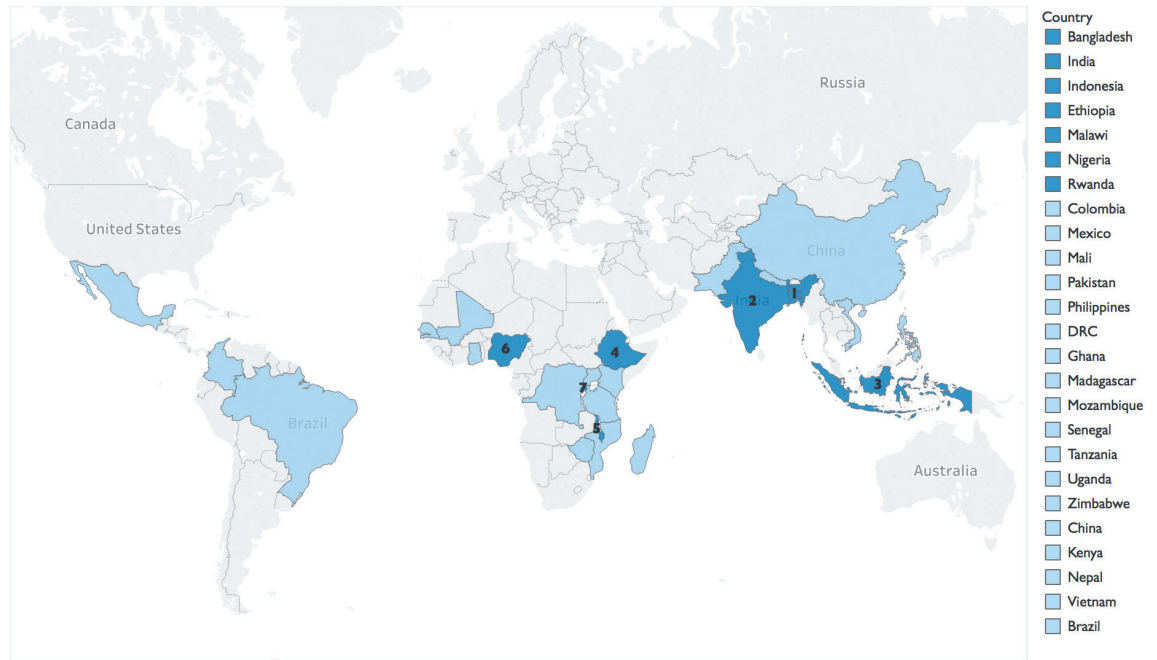 Canada
Russia
United States
China
India
Brazil
Australia
1
2
3
4
5
6
7
Country
Bangladesh
India
Indonesia
Ethiopia
Malawi
Nigeria
Rwanda
Colombia
Mexico
Mali
Pakistan
Philippines
DRC
Ghana
Madagascar
Mozambique
Senegal
Tanzania
Uganda
Zimbabwe
China
Kenya
Nepal
Vietnam
Brazil